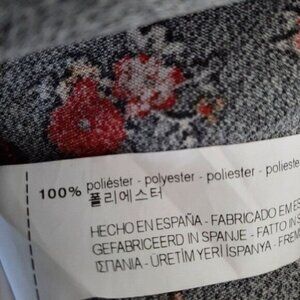 100% poliéster - polyester - poliester - polieste
폴리에스터
HECHO EN ESPAÑA - FABRICADO EM ES
GEFABRICEERD IN SPANJE - FATTO IN
ΙΣΠΑΝΙΑ - ÜRETİM YERİ İSPANYA - FREM